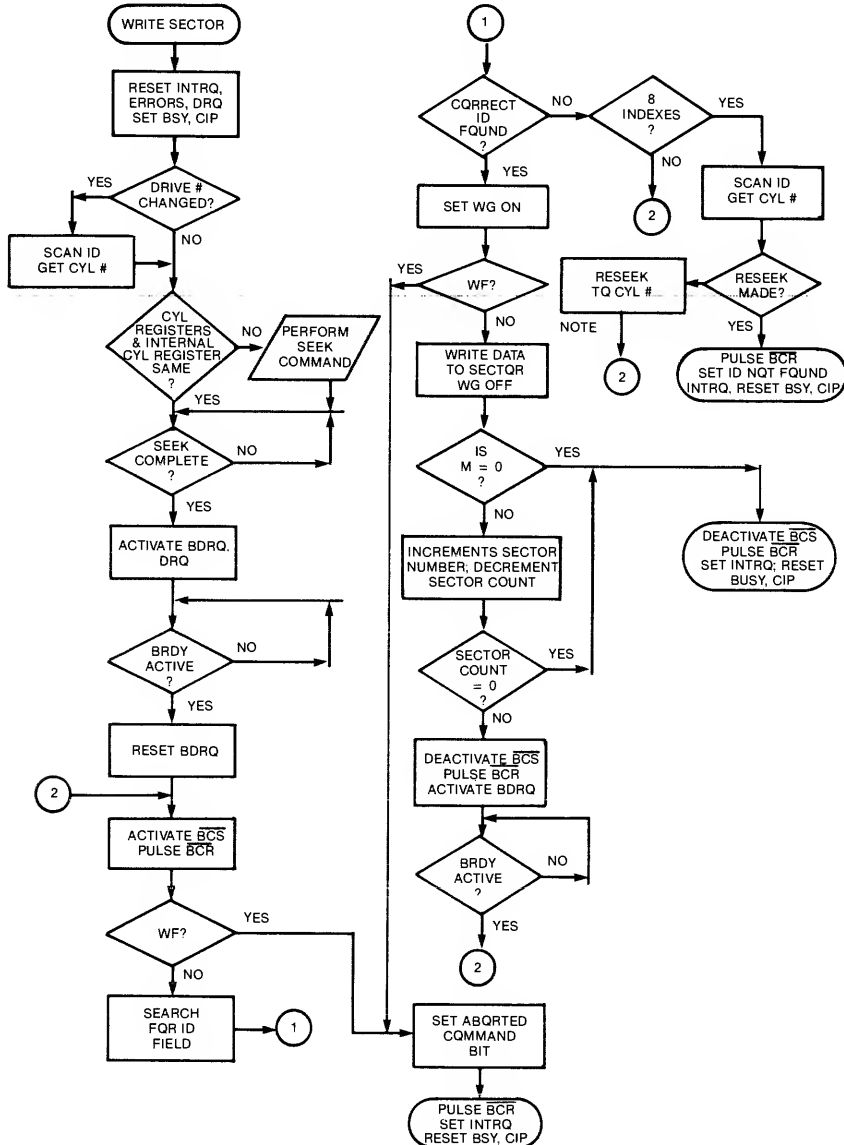 WRITE SECTOR
RESET INTRQ,
ERRORS, DRQ
SET BSY, CIP
YES
DRIVE #
CHANGED?
NO
SCAN ID
GET CYL #
CYL
REGISTERS
& INTERNAL
CYL REGISTER
SAME
?
NO
PERFORM
SEEK
COMMAND
YES
SEEK
COMPLETE
?
NO
YES
ACTIVATE BDRQ.
DRQ
BRDY
ACTIVE
?
NO
YES
RESET BDRQ
2
ACTIVATE BCS
PULSE BCR
WF?
YES
NO
SEARCH
FQR ID
FIELD
1
1
CQRRECT
ID
FQUND
?
NO
8
INDEXES
?
YES
YES
NO
2
SET WG ON
SCAN ID
GET CYL #
YES
WF?
NO
RESEEK
TQ CYL #
RESEEK
MADE?
NOTE
2
YES
PULSE BCR
SET ID NQT FQUND
INTRQ, RESET BSY, CIP
WRITE DATA
TO SECTQR
WG OFF
IS
M = 0
?
YES
NO
DEACTIVATE BCS
PULSE BCR
SET INTRQ; RESET
BUSY, CIP
INCREMENTS SECTOR
NUMBER; DECREMENT
SECTOR COUNT
SECTOR
COUNT
= 0
?
YES
NO
DEACTIVATE BCS
PULSE BCR
ACTIVATE BDRQ
BRDY
ACTIVE
?
NO
YES
2
SET ABQRTED
CQMMAND
BIT
PULSE BCR
SET INTRQ
RESET BSY, CIP